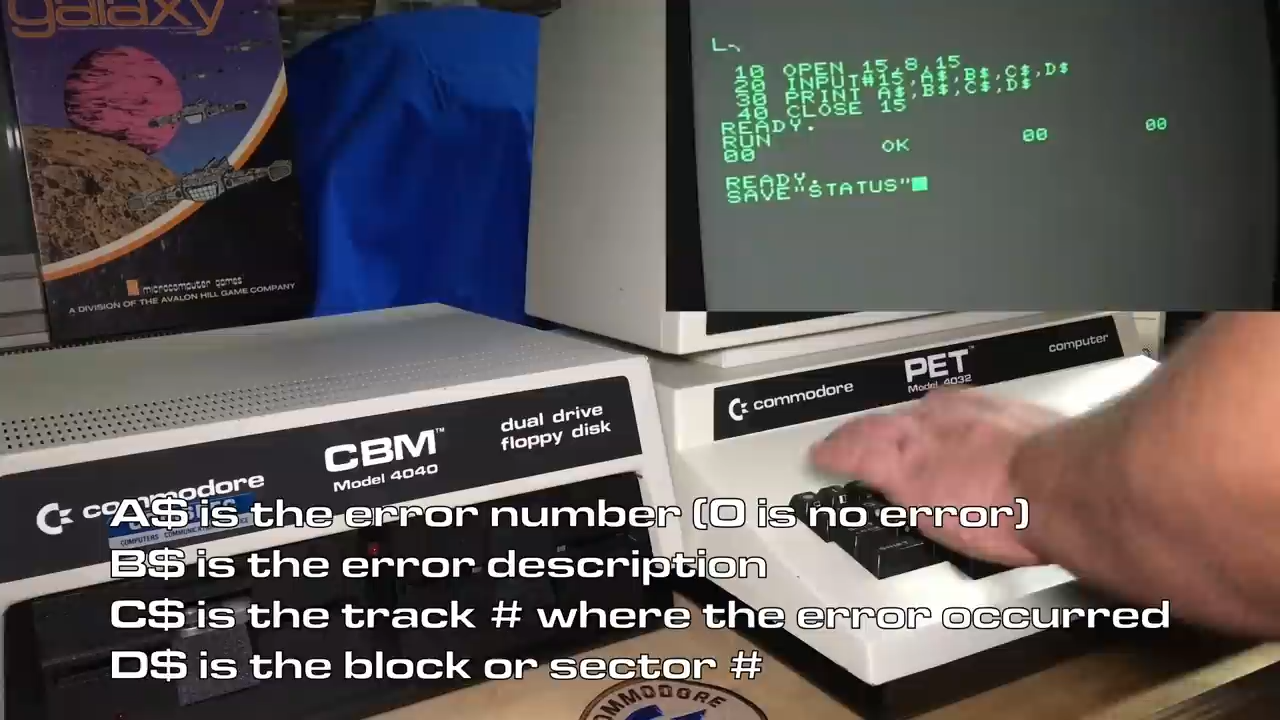 galaxy
microcomputer games
A DIVISION OF THE AVALON HILL GAME COMPANY
10 OPEN 15,8,15
20 INPUT#15,A$,B$,C$,D$
30 PRINT A$,B$,C$,D$
40 CLOSE 15
READY.
RUN
00 OK 00 00
READY.
SAVE"STATUS"
commodore
PET™
Model 4032
computer
commodore
CBM™
Model 4040
dual drive
floppy disk
A$ is the error number (0 is no error)
B$ is the error description
C$ is the track # where the error occurred
D$ is the block or sector #
COMMODORE